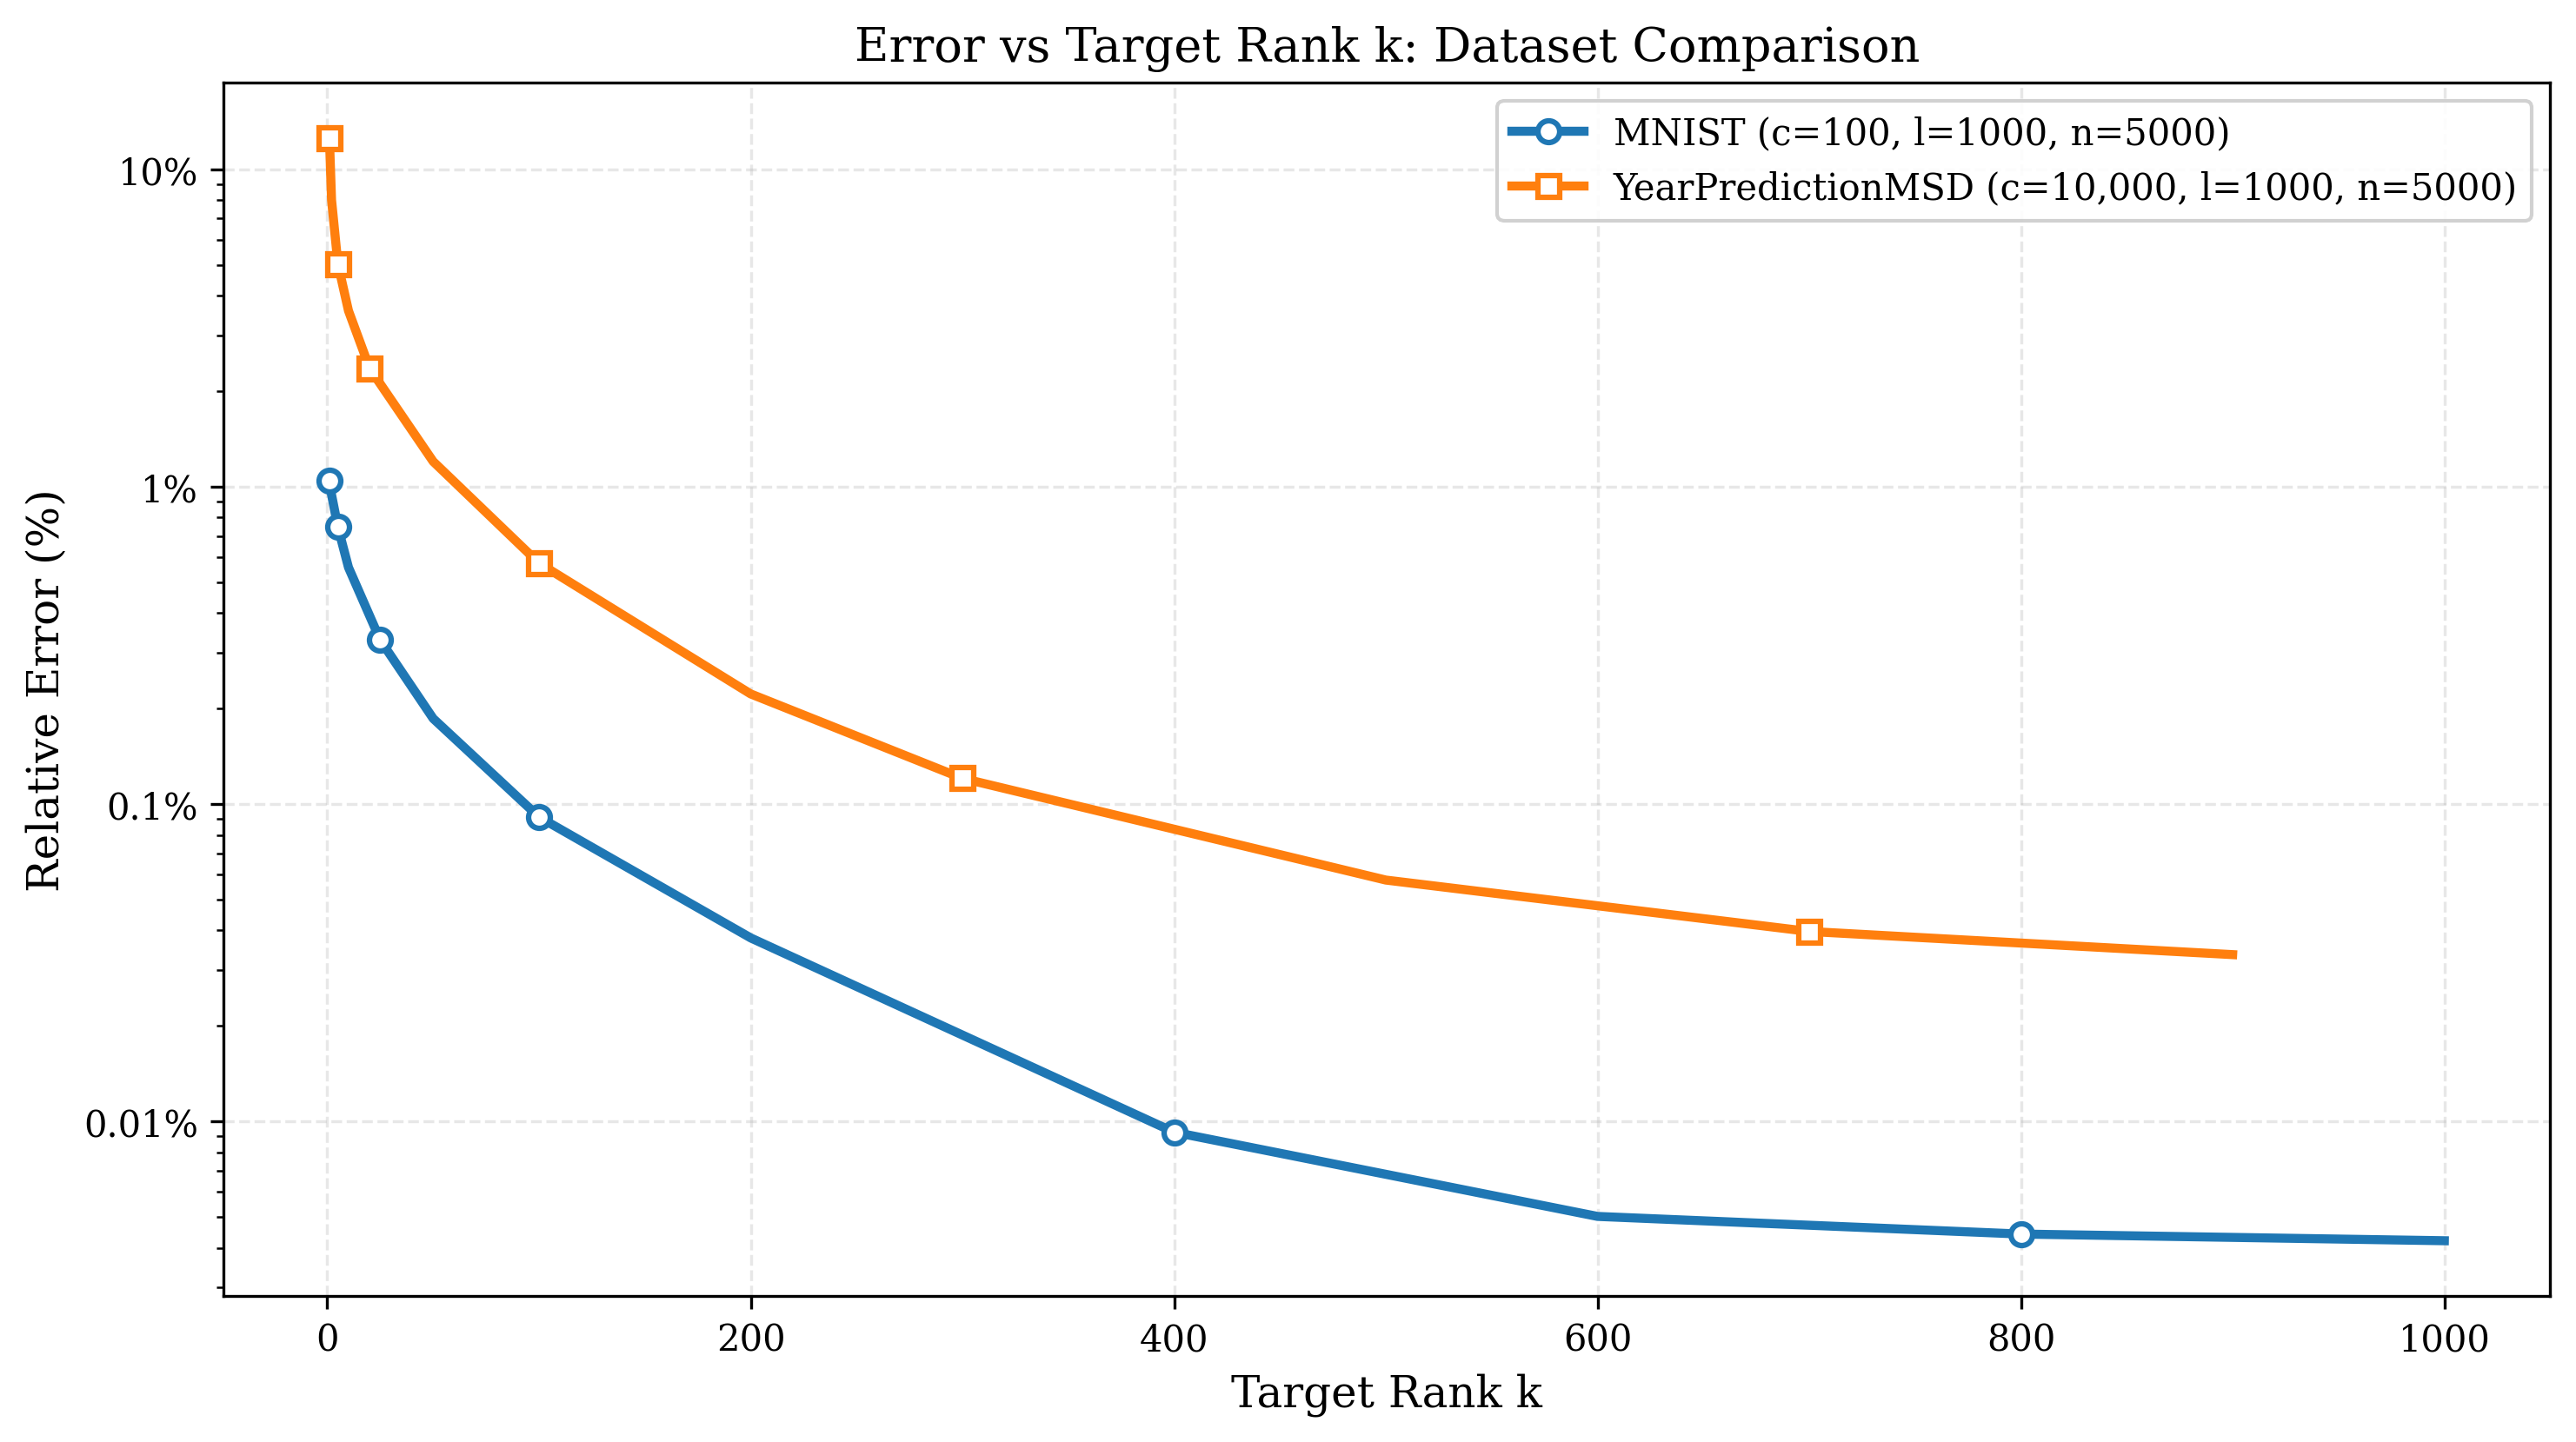 Error vs Target Rank k: Dataset Comparison
MNIST (c=100, l=1000, n=5000)
YearPredictionMSD (c=10,000, l=1000, n=5000)
Relative Error (%)
10%
1%
0.1%
0.01%
0 200 400 600 800 1000
Target Rank k